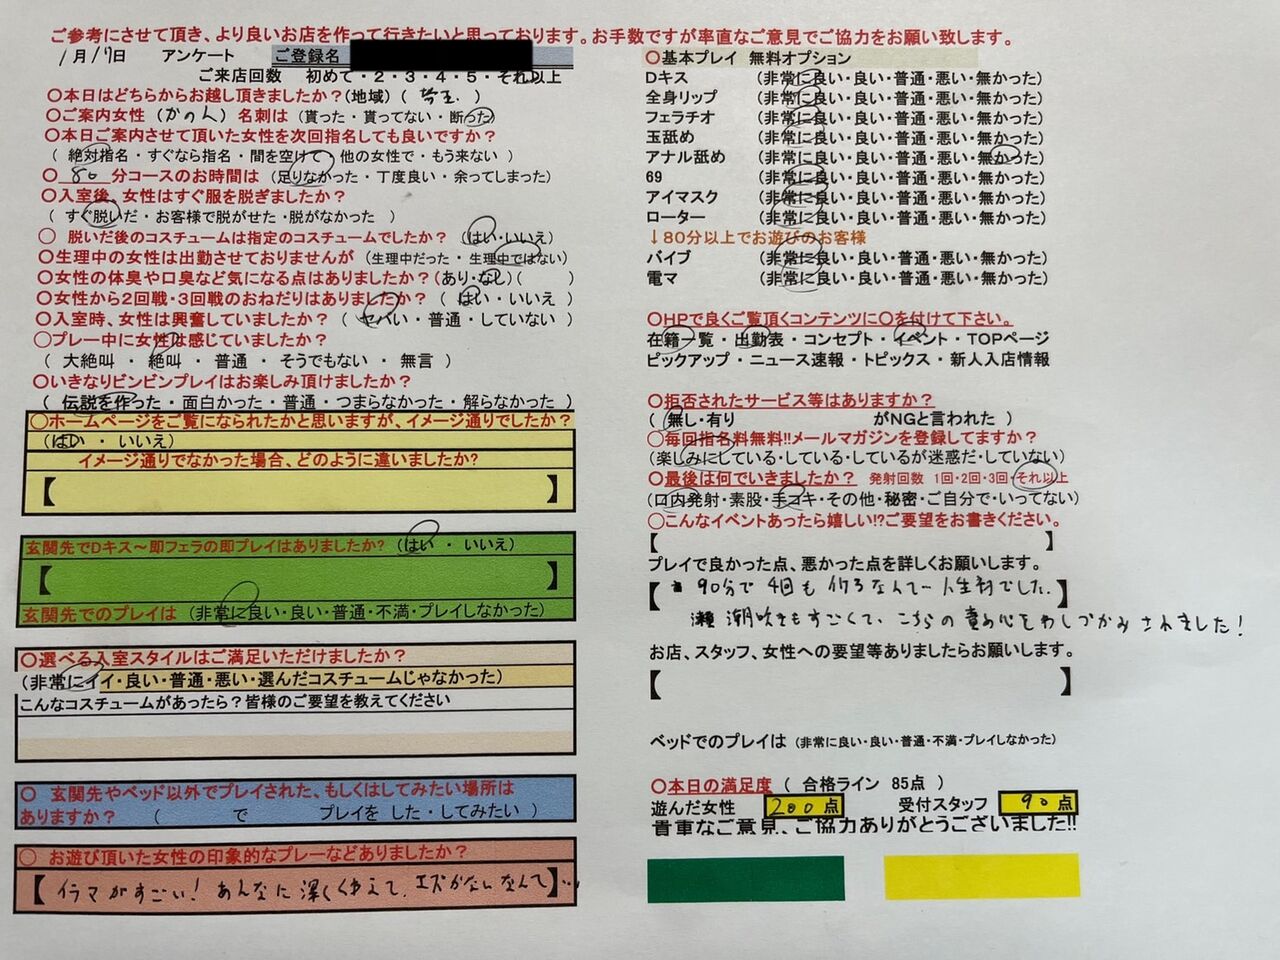 ご参考にさせて頂き、より良いお店を作って行きたいと思っております。お手数ですが率直なご意見でご協力をお願い致します。
1月17日 アンケート ご登録名
ご来店回数 初めて・2・3・4・5・それ以上
〇本日はどちらからお越し頂きましたか?(地域) ( 埼玉. )
〇ご案内女性 (かのん) 名刺は (貰った・貰ってない・断った)
〇本日ご案内させて頂いた女性を次回指名しても良いですか?
( 絶対指名・すぐなら指名・間を空けて、他の女性で・もう来ない )
〇 80 分コースのお時間は (足りなかった・丁度良い・余ってしまった)
〇入室後、女性はすぐ服を脱ぎましたか?
( すぐ脱いだ・お客様で脱がせた・脱がなかった )
〇 脱いだ後のコスチュームは指定のコスチュームでしたか? (はい・いいえ)
〇生理中の女性は出勤させておりませんが (生理中だった・生理中ではない)
〇女性の体臭や口臭など気になる点はありましたか?(あり・なし)( )
〇女性から2回戦・3回戦のおねだりはありましたか? ( はい・いいえ )
〇入室時、女性は興奮していましたか? ( ヤバい・普通・していない )
〇プレー中に女性は感じていましたか?
( 大絶叫 ・ 絶叫 ・ 普通 ・ そうでもない ・ 無言 )
〇いきなりビンビンプレイはお楽しみ頂けましたか?
( 伝説を作った・面白かった・普通・つまらなかった・解らなかった )
〇ホームページをご覧になられたかと思いますが、イメージ通りでしたか?
(はい ・ いいえ)
イメージ通りでなかった場合、どのように違いましたか?
【 】
玄関先でDキス～即フェラの即プレイはありましたか? (はい ・ いいえ)
【 】
玄関先でのプレイは (非常に良い・良い・普通・不満・プレイしなかった)
〇選べる入室スタイルはご満足いただけましたか?
(非常にイイ・良い・普通・悪い・選んだコスチュームじゃなかった)
こんなコスチュームがあったら?皆様のご要望を教えてください
〇 玄関先やベッド以外でプレイされた、もしくはしてみたい場所は
ありますか? ( で プレイを した・してみたい )
〇 お遊び頂いた女性の印象的なプレーなどありましたか?
【 イラマがすごい! あんなに深くくわえて、エズかないなんて】…
〇基本プレイ 無料オプション
Dキス (非常に良い・良い・普通・悪い・無かった)
全身リップ (非常に良い・良い・普通・悪い・無かった)
フェラチオ (非常に良い・良い・普通・悪い・無かった)
玉舐め (非常に良い・良い・普通・悪い・無かった)
アナル舐め (非常に良い・良い・普通・悪い・無かった)
69 (非常に良い・良い・普通・悪い・無かった)
アイマスク (非常に良い・良い・普通・悪い・無かった)
ローター (非常に良い・良い・普通・悪い・無かった)
↓80分以上でお遊びのお客様
バイブ (非常に良い・良い・普通・悪い・無かった)
電マ (非常に良い・良い・普通・悪い・無かった)
〇HPで良くご覧頂くコンテンツに〇を付けて下さい。
在籍一覧・出勤表・コンセプト・イベント・TOPページ
ピックアップ・ニュース速報・トピックス・新人入店情報
〇拒否されたサービス等はありますか?
( 無し・有り がNGと言われた )
〇毎回指名料無料!!メールマガジンを登録してますか?
(楽しみにしている・している・しているが迷惑だ・していない)
〇最後は何でいきましたか? 発射回数 1回・2回・3回・それ以上
(口内発射・素股・手コキ・その他・秘密・ご自分で・いってない)
〇こんなイベントあったら嬉しい!?ご要望をお書きください。
【 】
プレイで良かった点、悪かった点を詳しくお願いします。
【 90分で4回も行けるなんて一人生初でした. 】
潮吹きもすごくて、こちらの責め心をわしづかみされました!
お店、スタッフ、女性への要望等ありましたらお願いします。
【 】
ベッドでのプレイは (非常に良い・良い・普通・不満・プレイしなかった)
〇本日の満足度 ( 合格ライン 85点 )
遊んだ女性 200 点 受付スタッフ 90 点
貴重なご意見、ご協力ありがとうございました!!